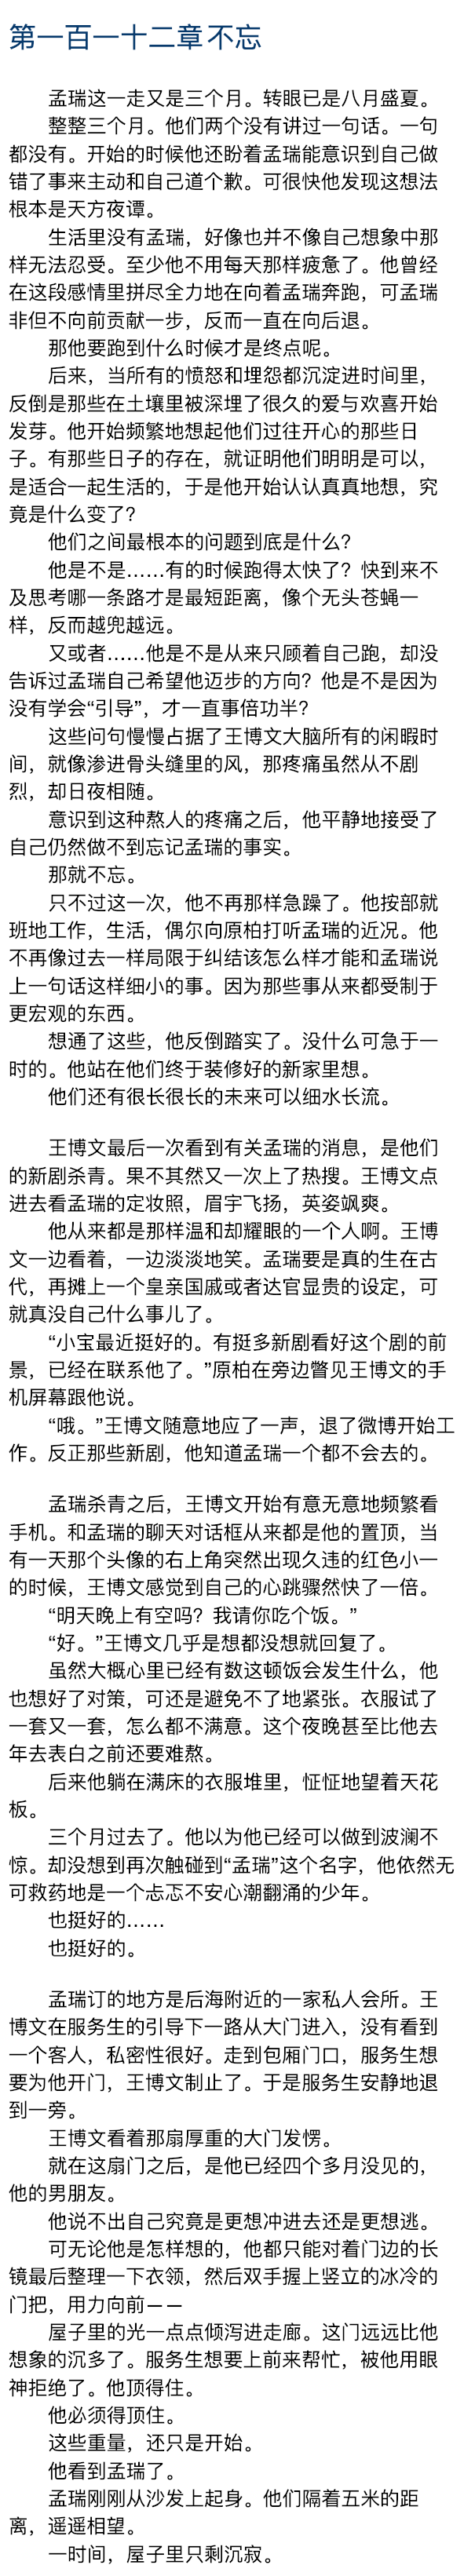 第一百一十二章 不忘
孟瑞这一走又是三个月。转眼已是八月盛夏。
整整三个月。他们两个没有讲过一句话。一句
都没有。开始的时候他还盼着孟瑞能意识到自己做
错了事来主动和自己道个歉。可很快他发现这想法
根本是天方夜谭。
生活里没有孟瑞，好像也并不像自己想象中那
样无法忍受。至少他不用每天那样疲惫了。他曾经
在这段感情里拼尽全力地在向着孟瑞奔跑，可孟瑞
非但不向前贡献一步，反而一直在向后退。
那他要跑到什么时候才是终点呢。
后来，当所有的愤怒和埋怨都沉淀进时间里，
反倒是那些在土壤里被深埋了很久的爱与欢喜开始
发芽。他开始频繁地想起他们过往开心的那些日
子。有那些日子的存在，就证明他们明明是可以，
是适合一起生活的，于是他开始认认真真地想，究
竟是什么变了？
他们之间最根本的问题到底是什么？
他是不是……有的时候跑得太快了？快到来不
及思考哪一条路才是最短距离，像个无头苍蝇一
样，反而越兜越远。
又或者……他是不是从来只顾着自己跑，却没
告诉过孟瑞自己希望他迈步的方向？他是不是因为
没有学会“引导”，才一直事倍功半？
这些问句慢慢占据了王博文大脑所有的闲暇时
间，就像渗进骨头缝里的风，那疼痛虽然从不剧
烈，却日夜相随。
意识到这种熬人的疼痛之后，他平静地接受了
自己仍然做不到忘记孟瑞的事实。
那就不忘。
只不过这一次，他不再那样急躁了。他按部就
班地工作，生活，偶尔向原柏打听孟瑞的近况。他
不再像过去一样局限于纠结该怎么样才能和孟瑞说
上一句话这样细小的事。因为那些事从来都受制于
更宏观的东西。
想通了这些，他反倒踏实了。没什么可急于一
时的。他站在他们终于装修好的新家里想。
他们还有很长很长的未来可以细水长流。
王博文最后一次看到有关孟瑞的消息，是他们
的新剧杀青。果不其然又一次上了热搜。王博文点
进去看孟瑞的定妆照，眉宇飞扬，英姿飒爽。
他从来都是那样温和却耀眼的一个人啊。王博
文一边看着，一边淡淡地笑。孟瑞要是真的生在古
代，再摊上一个皇亲国戚或者达官显贵的设定，可
就真没自己什么事儿了。
“小宝最近挺好的。有挺多新剧看好这个剧的前
景，已经在联系他了。”原柏在旁边瞥见王博文的手
机屏幕跟他说。
“哦。”王博文随意地应了一声，退了微博开始工
作。反正那些新剧，他知道孟瑞一个都不会去的。
孟瑞杀青之后，王博文开始有意无意地频繁看
手机。和孟瑞的聊天对话框从来都是他的置顶，当
有一天那个头像的右上角突然出现久违的红色小一
的时候，王博文感觉到自己的心跳骤然快了一倍。
“明天晚上有空吗？我请你吃个饭。”
“好。”王博文几乎是想都没想就回复了。
虽然大概心里已经有数这顿饭会发生什么，他
也想好了对策，可还是避免不了地紧张。衣服试了
一套又一套，怎么都不满意。这个夜晚甚至比他去
年去表白之前还要难熬。
后来他躺在满床的衣服堆里，怔怔地望着天花
板。
三个月过去了。他以为他已经可以做到波澜不
惊。却没想到再次触碰到“孟瑞”这个名字，他依然无
可救药地是一个忐忑不安心潮翻涌的少年。
也挺好的……
也挺好的。
孟瑞订的地方是后海附近的一家私人会所。王
博文在服务生的引导下一路从大门进入，没有看到
一个客人，私密性很好。走到包厢门口，服务生想
要为他开门，王博文制止了。于是服务生安静地退
到一旁。
王博文看着那扇厚重的大门发愣。
就在这扇门之后，是他已经四个多月没见的，
他的男朋友。
他说不出自己究竟是更想冲进去还是更想逃。
可无论他是怎样想的，他都只能对着门边的长
镜最后整理一下衣领，然后双手握上竖立的冰冷的
门把，用力向前——
屋子里的光一点点倾泻进走廊。这门远远比他
想象的沉多了。服务生想要上前来帮忙，被他用眼
神拒绝了。他顶得住。
他必须得顶住。
这些重量，还只是开始。
他看到孟瑞了。
孟瑞刚刚从沙发上起身。他们隔着五米的距
离，遥遥相望。
一时间，屋子里只剩沉寂。